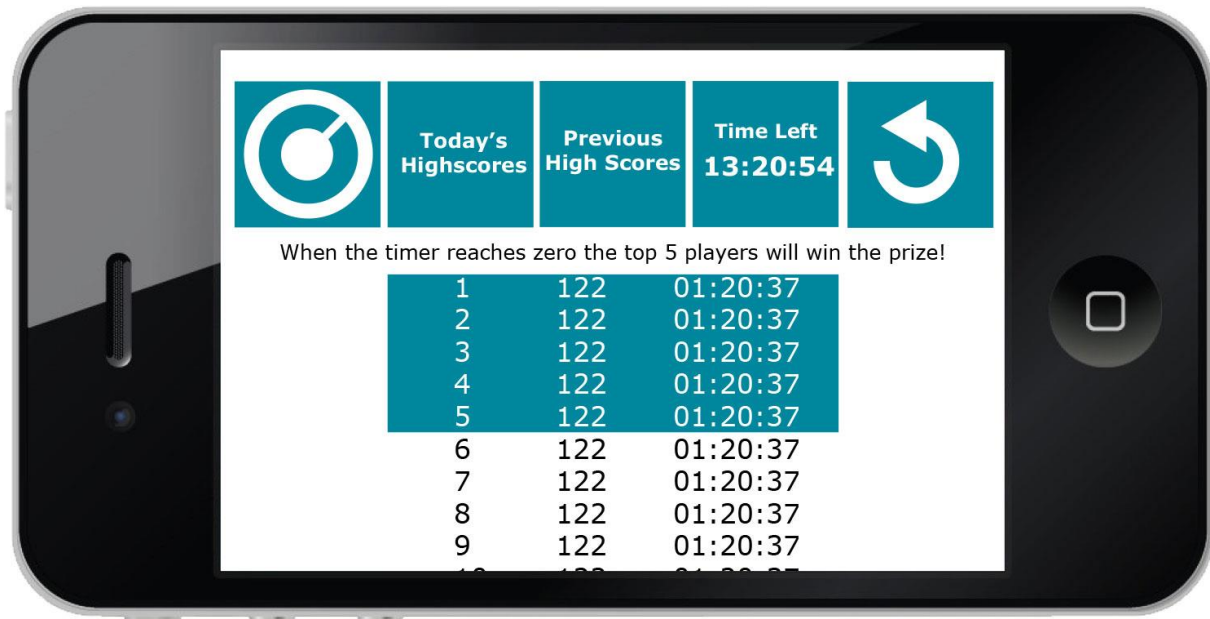 Today's
Highscores
Previous
High Scores
Time Left
13:20:54
When the timer reaches zero the top 5 players will win the prize!
1 122 01:20:37
2 122 01:20:37
3 122 01:20:37
4 122 01:20:37
5 122 01:20:37
6 122 01:20:37
7 122 01:20:37
8 122 01:20:37
9 122 01:20:37